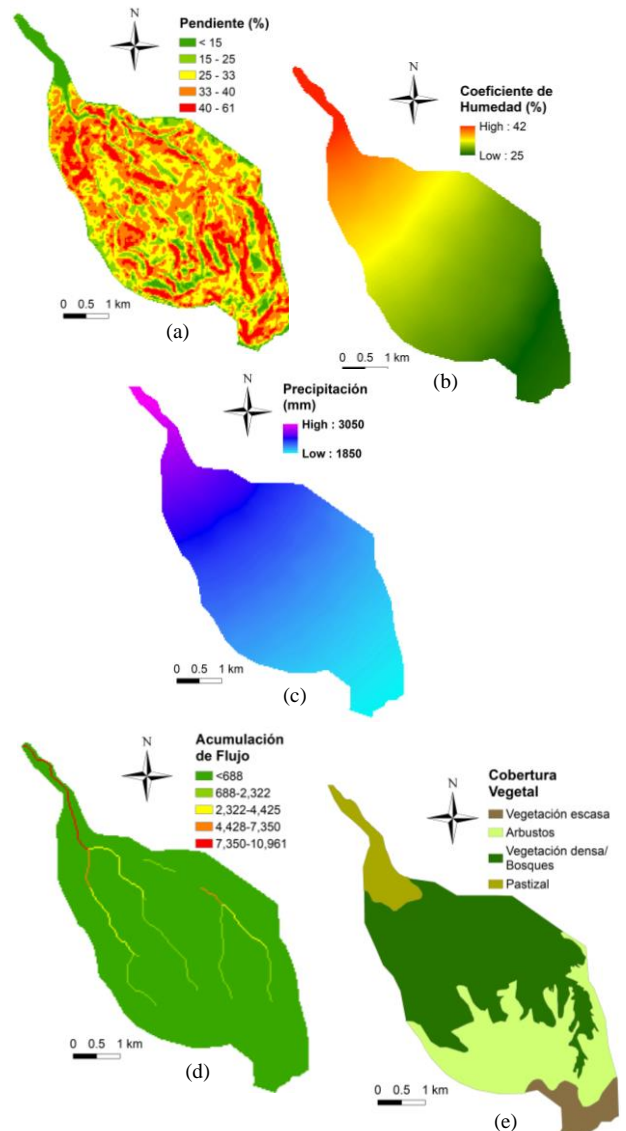 N
Pendiente (%)
< 15
15 - 25
25 - 33
33 - 40
40 - 61
0 0.5 1 km
(a)
N
Coeficiente de
Humedad (%)
High : 42
Low : 25
0 0.5 1 km
(b)
N
Precipitación
(mm)
High : 3050
Low : 1850
0 0.5 1 km
(c)
N
Acumulación
de Flujo
<688
688-2,322
2,322-4,425
4,428-7,350
7,350-10,961
0 0.5 1 km
(d)
N
Cobertura
Vegetal
Vegetación escasa
Arbustos
Vegetación densa/
Bosques
Pastizal
0 0.5 1 km
(e)